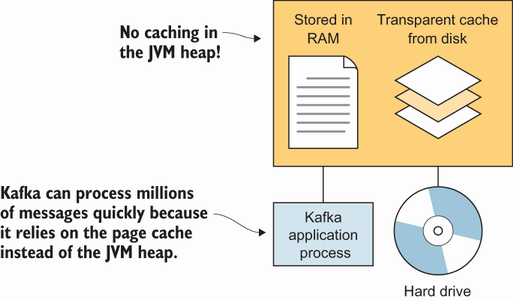 No caching in
the JVM heap!
Stored in
RAM
Transparent cache
from disk
Kafka can process millions
of messages quickly because
it relies on the page cache
instead of the JVM heap.
Kafka
application
process
Hard drive